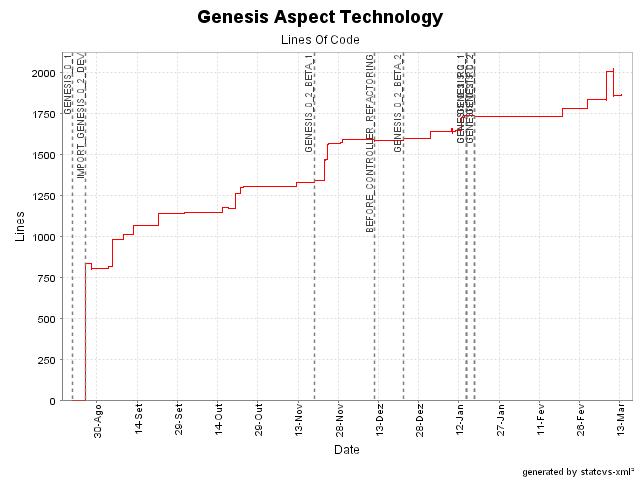 Genesis Aspect Technology
Lines Of Code
GENESIS_0_1
IMPORT_GENESIS_0_2_DEV
GENESIS_0_2_BETA_1
BEFORE_CONTROLLER_REFACTORING
GENESIS_0_2_BETA_2
2000
1750
1500
1250
1000
750
500
250
0
Lines
30-Ago
14-Set
29-Set
14-Out
29-Out
13-Nov
28-Nov
13-Dez
28-Dez
12-Jan
27-Jan
11-Fev
26-Fev
13-Mar
Date
generated by statcvs-xml²